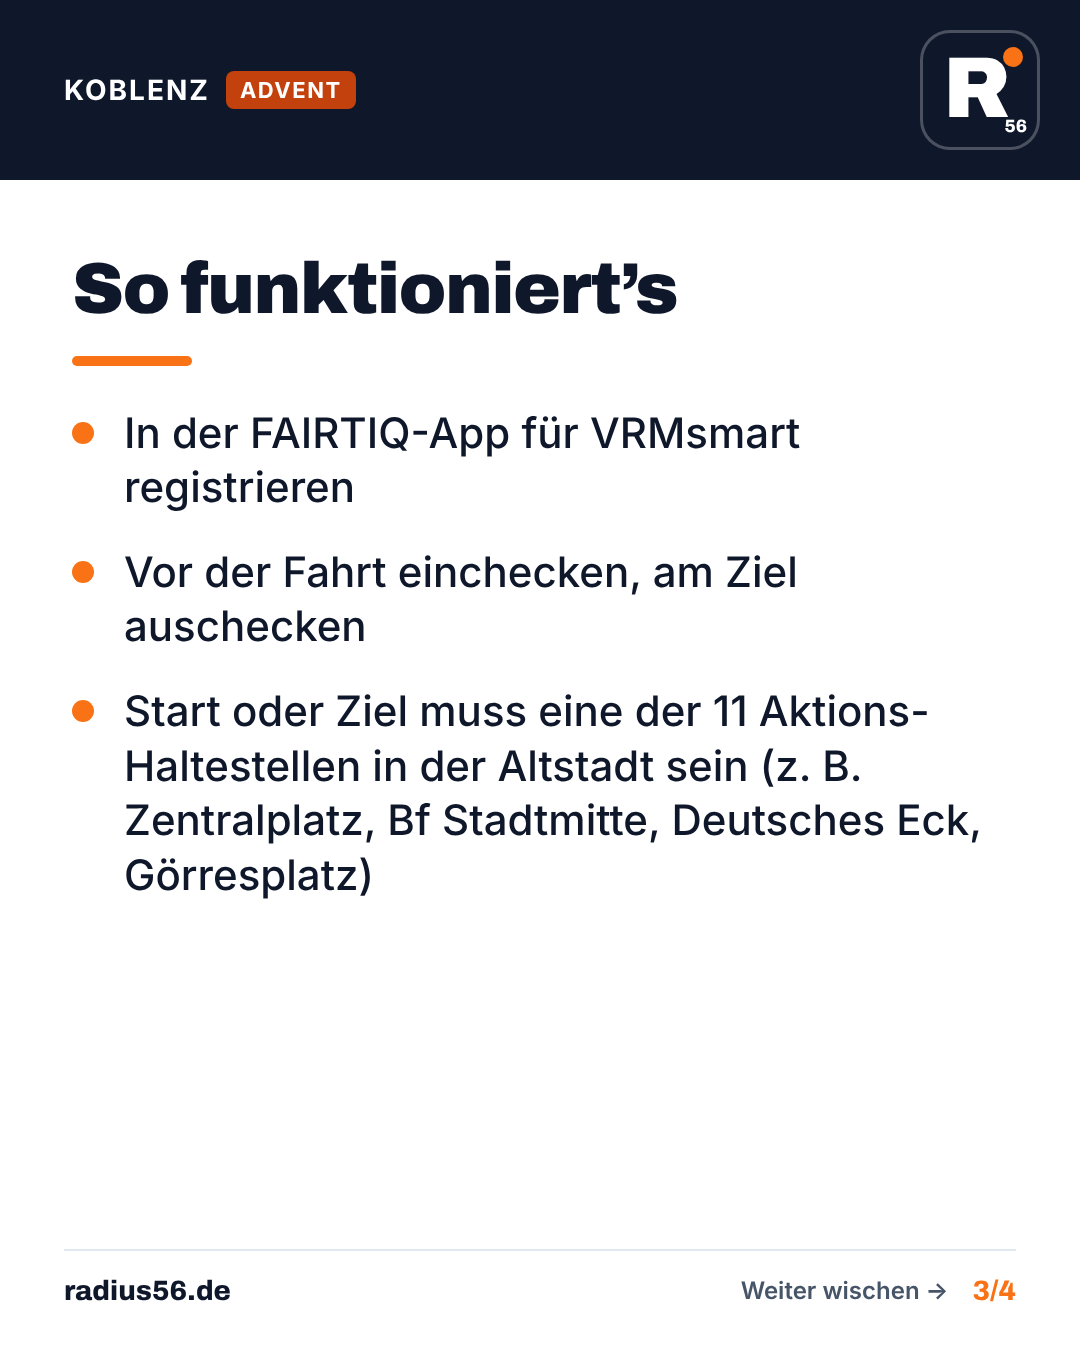 KOBLENZ ADVENT
R
56
So funktioniert’s
In der FAIRTIQ-App für VRMsmart
registrieren
Vor der Fahrt einchecken, am Ziel
auschecken
Start oder Ziel muss eine der 11 Aktions-
Haltestellen in der Altstadt sein (z. B.
Zentralplatz, Bf Stadtmitte, Deutsches Eck,
Görresplatz)
radius56.de
Weiter wischen → 3/4